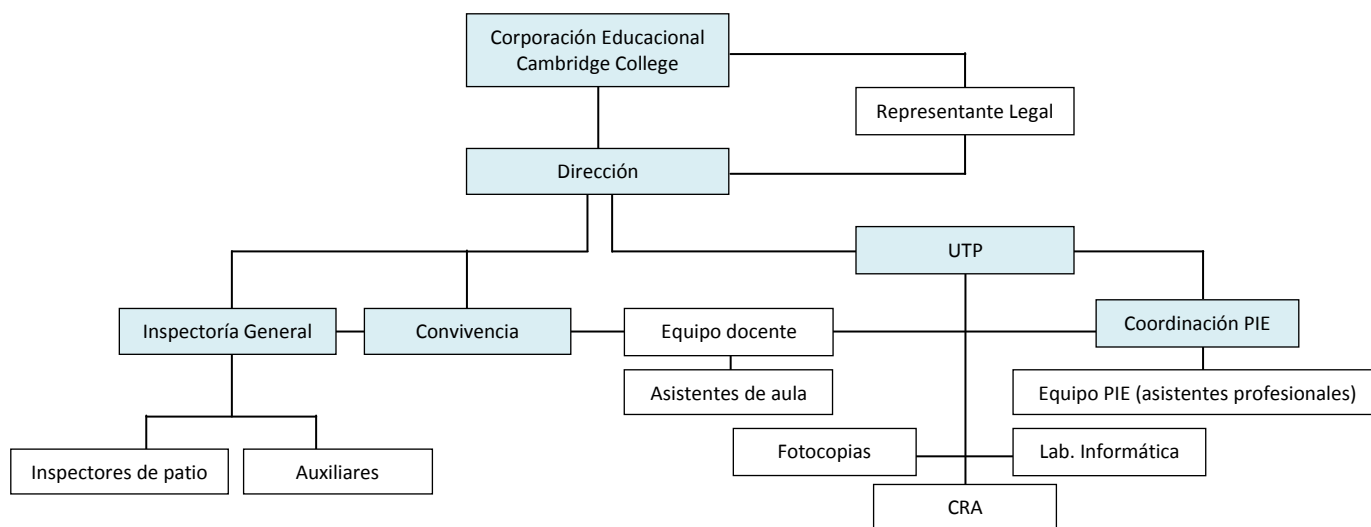 Corporación Educacional
Cambridge College
Representante Legal
Dirección
UTP
Inspectoría General
Convivencia
Equipo docente
Coordinación PIE
Asistentes de aula
Equipo PIE (asistentes profesionales)
Fotocopias
Lab. Informática
Inspectores de patio
Auxiliares
CRA